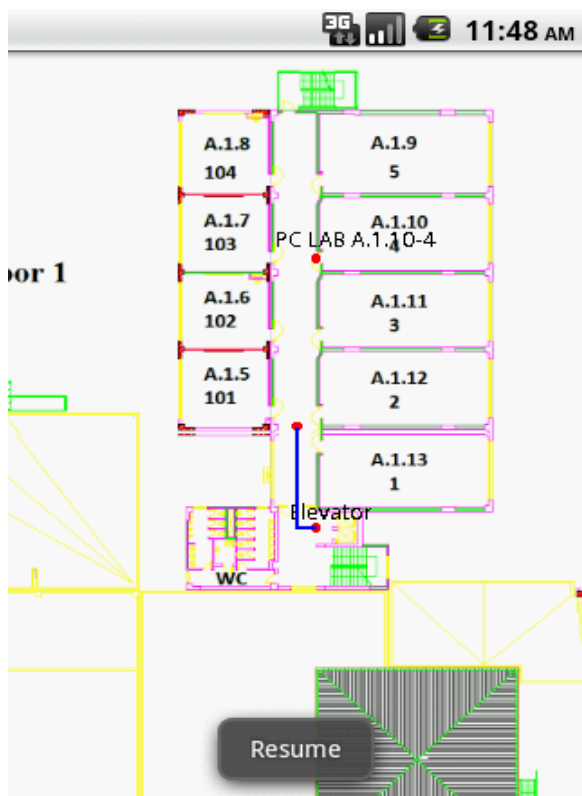 3G 11:48 AM
A.1.8
104
A.1.9
5
A.1.7
103
A.1.10
4
PC LAB A.1.10-4
oor 1
A.1.6
102
A.1.11
3
A.1.5
101
A.1.12
2
A.1.13
1
Elevator
WC
Resume